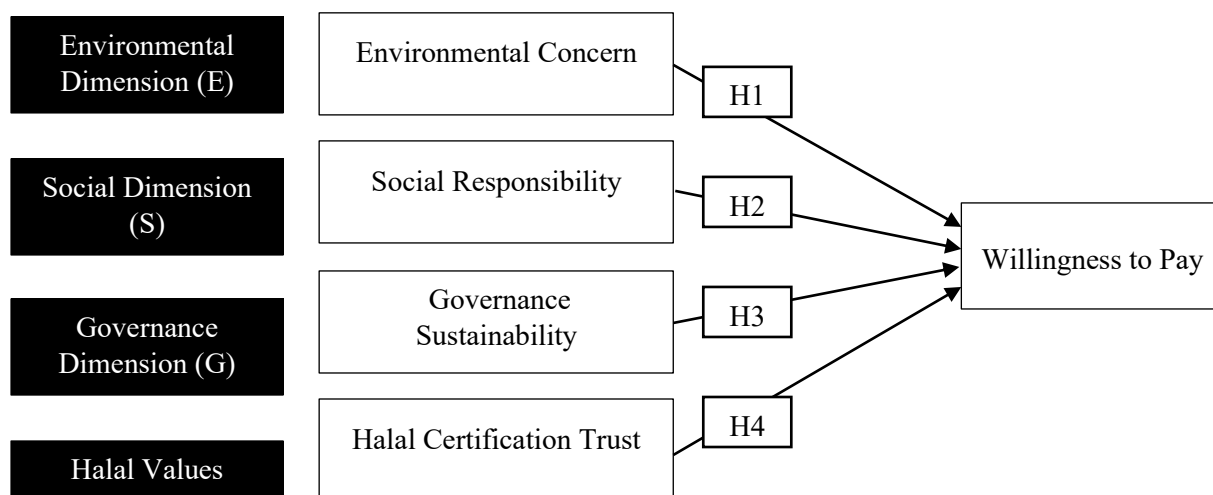 Environmental
Dimension (E)
Environmental Concern
H1
Social Dimension
(S)
Social Responsibility
H2
Willingness to Pay
Governance
Dimension (G)
Governance
Sustainability
H3
Halal Values
Halal Certification Trust
H4